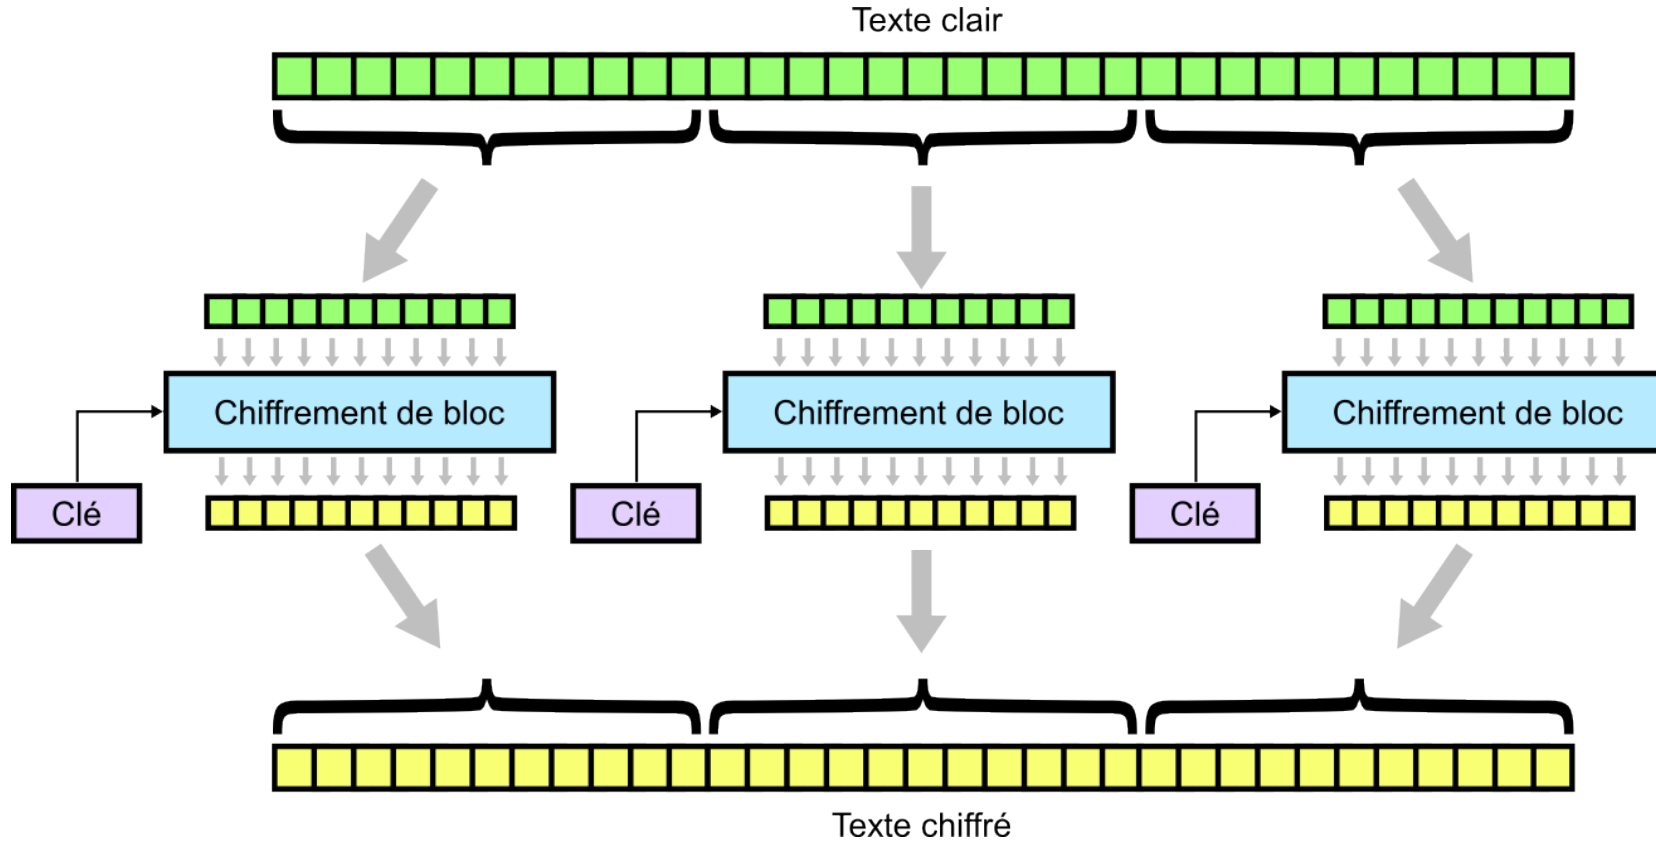 Texte clair
Chiffrement de bloc
Chiffrement de bloc
Chiffrement de bloc
Clé
Clé
Clé
Texte chiffré